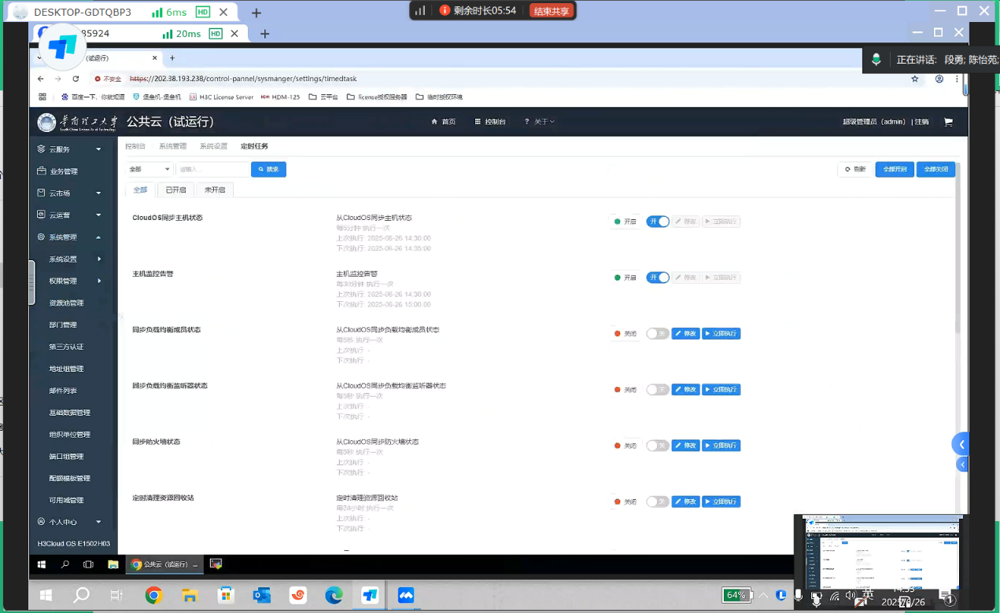 DESKTOP-GDTQBP3 6ms HD
剩余时长05:54 结束共享
85924 20ms HD
(试运行)
正在讲话: 段勇; 陈怡苑;
不安全 https://202.38.193.238/control-pannel/sysmanger/settings/timedtask
百度一下，你就知道 堡垒机-堡垒机 H3C License Server HDM HDM-125 云平台 license授权服务器 临时授权环境
华南理工大学 South China University of Technology 公共云（试运行） 首页 控制台 ? 关于 超级管理员（admin） | 注销
云服务
业务管理
云市场
云运营
系统管理
系统设置
权限管理
资源池管理
部门管理
第三方认证
地址组管理
邮件列表
基础数据管理
组织单位管理
端口组管理
配额模板管理
可用域管理
个人中心
H3Cloud OS E1502H03
控制台 系统管理 系统设置 定时任务
全部 请输入... 搜索 刷新 全部开启 全部关闭
全部 已开启 未开启
CloudOS同步主机状态 从CloudOS同步主机状态 开启 开 修改 立即执行
每5分钟 执行一次
上次执行: 2025-06-26 14:30:00
下次执行: 2025-06-26 14:35:00
主机监控告警 主机监控告警 开启 开 修改 立即执行
每30分钟 执行一次
上次执行: 2025-06-26 14:30:00
下次执行: 2025-06-26 15:00:00
同步负载均衡成员状态 从CloudOS同步负载均衡成员状态 关闭 关 修改 立即执行
每5秒 执行一次
上次执行: -
下次执行: -
同步负载均衡监听器状态 从CloudOS同步负载均衡监听器状态 关闭 关 修改 立即执行
每5秒 执行一次
上次执行: -
下次执行: -
同步防火墙状态 从CloudOS同步防火墙状态 关闭 关 修改 立即执行
每5秒 执行一次
上次执行: -
下次执行: -
定时清理资源回收站 定时清理资源回收站 关闭 关 修改 立即执行
每24小时 执行一次
上次执行: -
下次执行: -
公共云（试运行）
64% 英
2025/6/26